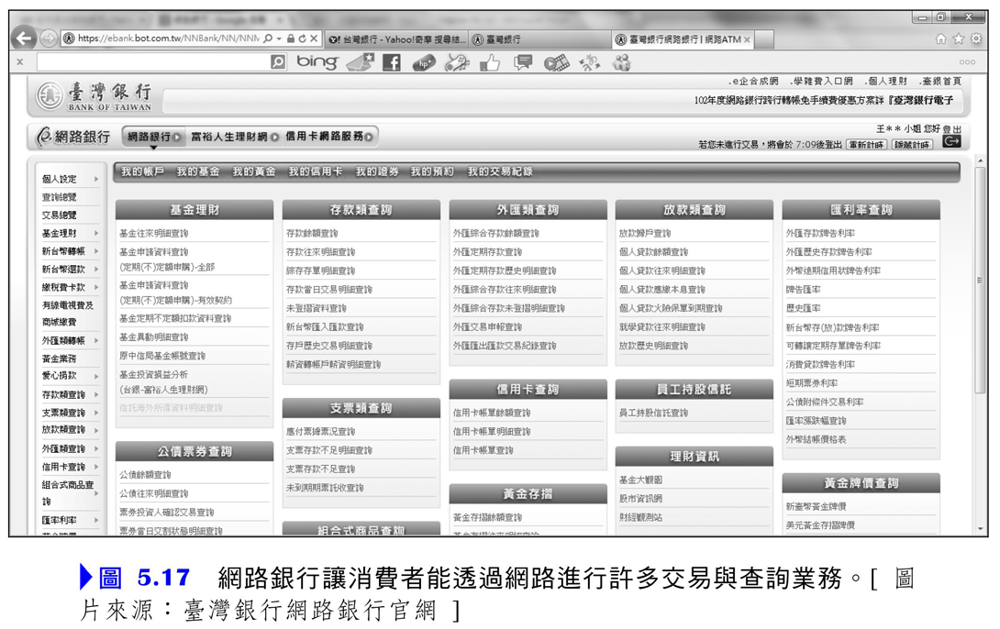 https://ebank.bot.com.tw/NNBank/NN/NNM
台灣銀行 - Yahoo!奇摩 搜尋結...
臺灣銀行
臺灣銀行網路銀行 | 網路ATM
bing
臺灣銀行
BANK OF TAIWAN
.e企合成網 .學雜費入口網 .個人理財 .臺銀首頁
102年度網路銀行跨行轉帳免手續費優惠方案詳『臺灣銀行電子
網路銀行
網路銀行 富裕人生理財網 信用卡網路服務
王＊＊ 小姐 您好 登出
若您未進行交易，將會於 7:09後登出 重新計時 隱藏計時
我的帳戶 我的基金 我的黃金 我的信用卡 我的證券 我的預約 我的交易紀錄
個人設定
查詢總覽
交易總覽
基金理財
新台幣轉帳
新台幣還款
繳稅費卡款
有線電視費及
商城繳費
外匯類轉帳
黃金業務
愛心捐款
存款類查詢
支票類查詢
放款類查詢
外匯類查詢
信用卡查詢
組合式商品查
詢
匯率利率
基金理財
基金往來明細查詢
基金申請資料查詢
(定期(不)定額申購)-全部
基金申請資料查詢
(定期(不)定額申購)-有效契約
基金定期不定額扣款資料查詢
基金異動明細查詢
原中信局基金帳號查詢
基金投資損益分析
(台銀-富裕人生理財網)
信託海外所得資料明細查詢
公債票券查詢
公債餘額查詢
公債往來明細查詢
票券投資人確認交易查詢
票券當日交割狀態明細查詢
存款類查詢
存款餘額查詢
存款往來明細查詢
綜存存單明細查詢
存款當日交易明細查詢
未登摺資料查詢
新台幣匯入匯款查詢
存戶歷史交易明細查詢
薪資轉帳戶薪資明細查詢
支票類查詢
應付票據票況查詢
支票存款不足明細查詢
支票存款不足查詢
未到期期票託收查詢
組合式商品查詢
外匯類查詢
外匯綜合存款餘額查詢
外匯定期存款查詢
外匯定期存款歷史明細查詢
外匯綜合存款往來明細查詢
外匯綜合存款未登摺明細查詢
外匯交易申報查詢
外匯匯出匯款交易紀錄查詢
信用卡查詢
信用卡帳單餘額查詢
信用卡帳單明細查詢
信用卡帳單查詢
黃金存摺
黃金存摺餘額查詢
黃金存摺往來明細查詢
放款類查詢
放款歸戶查詢
個人貸款餘額查詢
個人貸款往來明細查詢
個人貸款應繳本息查詢
個人貸款火險保單到期查詢
就學貸款往來明細查詢
放款歷史明細查詢
員工持股信託
員工持股信託查詢
理財資訊
基金大觀園
股市資訊網
財經觀測站
匯利率查詢
外匯存款牌告利率
外匯歷史存款牌告利率
外幣遠期信用狀牌告利率
牌告匯率
歷史匯率
新台幣存(放)款牌告利率
可轉讓定期存單牌告利率
消費貸款牌告利率
短期票券利率
公債附條件交易利率
匯率漲跌幅查詢
外幣結帳價格表
黃金牌價查詢
新臺幣黃金牌價
美元黃金存摺牌價
圖 5.17 網路銀行讓消費者能透過網路進行許多交易與查詢業務。[ 圖
片來源：臺灣銀行網路銀行官網 ]